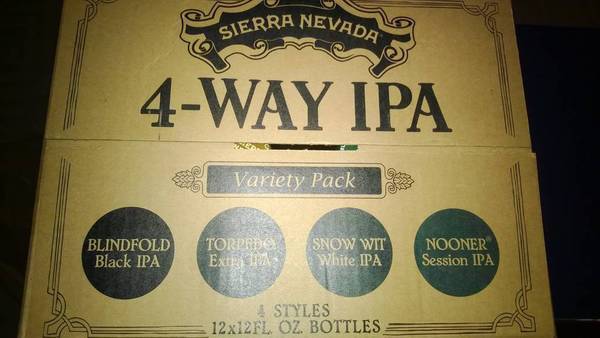 SIERRA NEVADA
4-WAY IPA
Variety Pack
BLINDFOLD
Black IPA
TORPEDO
Extra IPA
SNOW WIT
White IPA
NOONER®
Session IPA
4 STYLES
12x12FL. OZ. BOTTLES